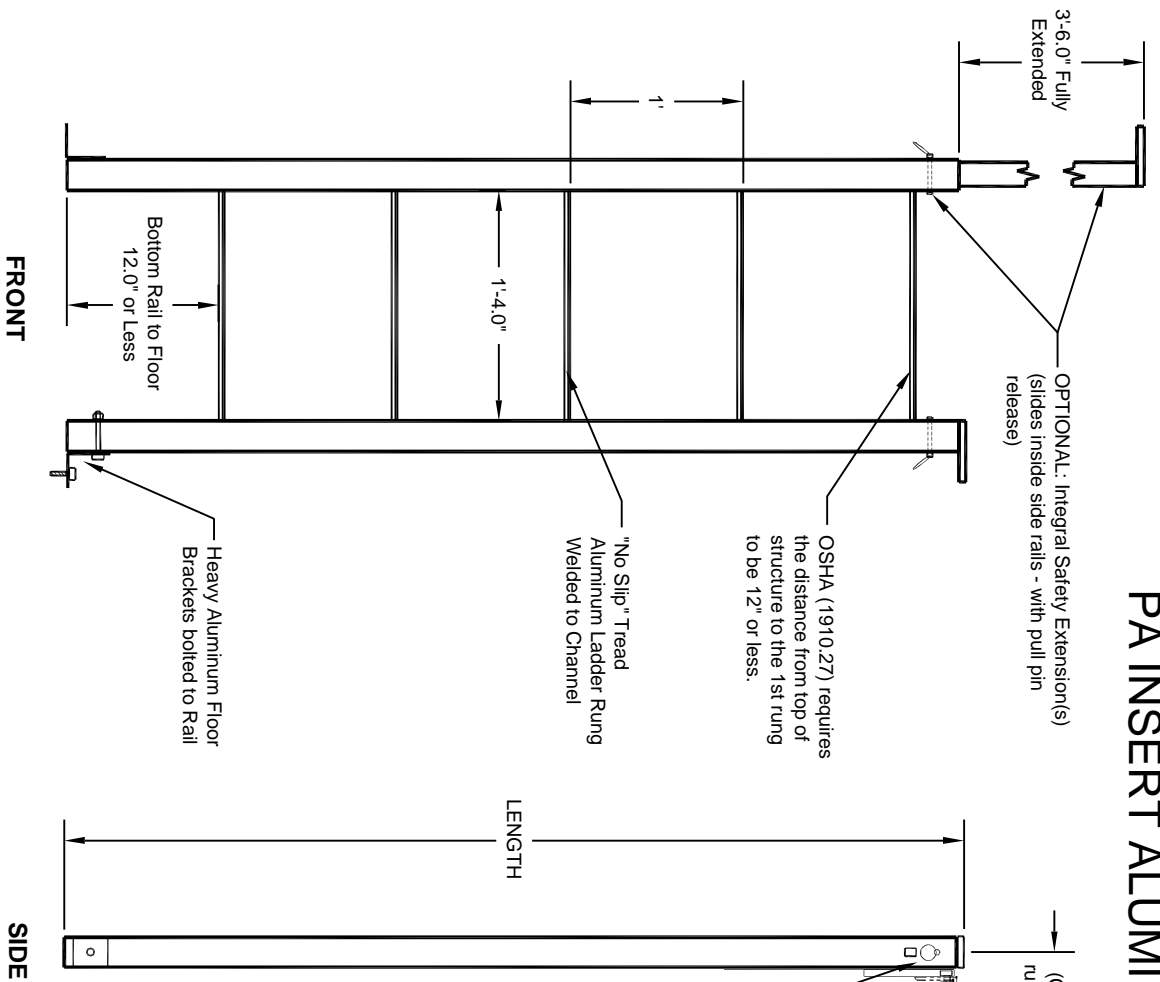 PA INSERT ALUMI
3'-6.0" Fully
Extended
OPTIONAL: Integral Safety Extension(s)
(slides inside side rails - with pull pin
release)
1'
OSHA (1910.27) requires
the distance from top of
structure to the 1st rung
to be 12" or less.
1'-4.0"
"No Slip" Tread
Aluminum Ladder Rung
Welded to Channel
Bottom Rail to Floor
12.0" or Less
Heavy Aluminum Floor
Brackets bolted to Rail
FRONT
LENGTH
SIDE
ru